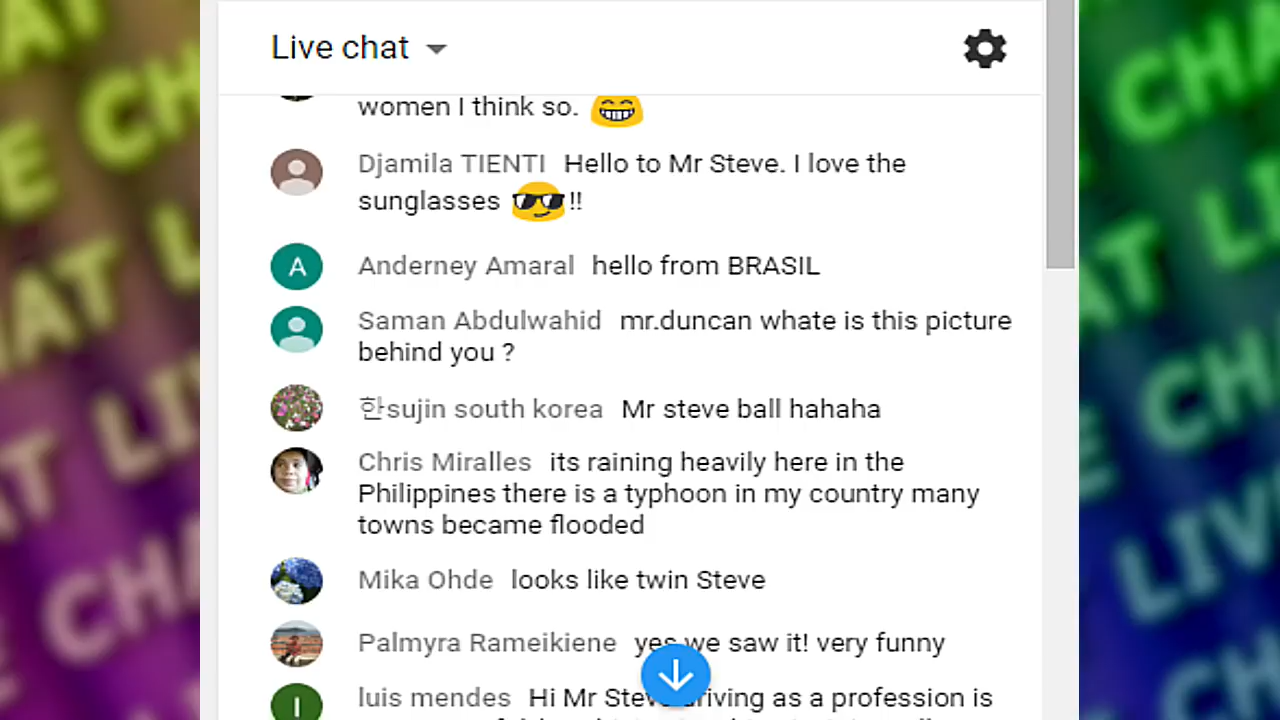 Live chat
women I think so.
Djamila TIENTI Hello to Mr Steve. I love the
sunglasses !!
A Anderney Amaral hello from BRASIL
Saman Abdulwahid mr.duncan whate is this picture
behind you ?
한sujin south korea Mr steve ball hahaha
Chris Miralles its raining heavily here in the
Philippines there is a typhoon in my country many
towns became flooded
Mika Ohde looks like twin Steve
Palmyra Rameikiene yes we saw it! very funny
l luis mendes Hi Mr Steve driving as a profession is